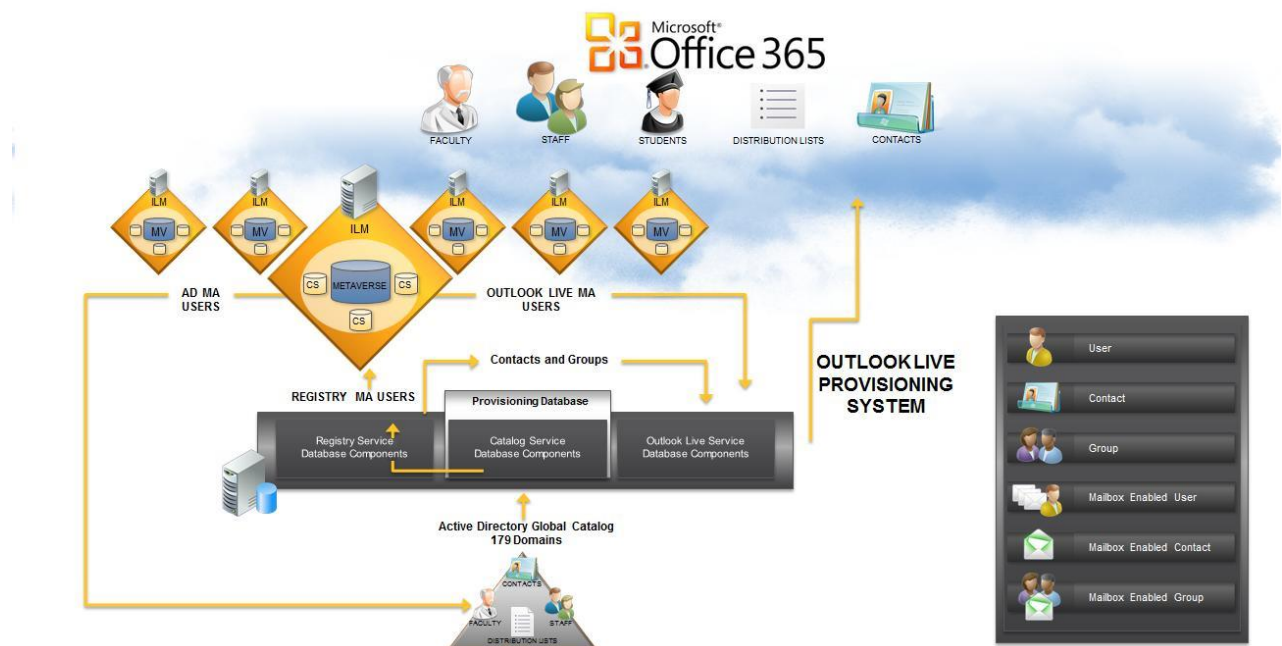 Microsoft®
Office 365
FACULTY
STAFF
STUDENTS
DISTRIBUTION LISTS
CONTACTS
ILM
MV
ILM
MV
ILM
CS
METAVERSE
CS
CS
ILM
MV
ILM
MV
ILM
MV
AD MA
USERS
OUTLOOK LIVE MA
USERS
Contacts and Groups
REGISTRY MA USERS
OUTLOOK LIVE
PROVISIONING
SYSTEM
Provisioning Database
Registry Service
Database Components
Catalog Service
Database Components
Outlook Live Service
Database Components
Active Directory Global Catalog
179 Domains
CONTACTS
FACULTY
STAFF
DISTRIBUTION LISTS
User
Contact
Group
Mailbox Enabled User
Mailbox Enabled Contact
Mailbox Enabled Group